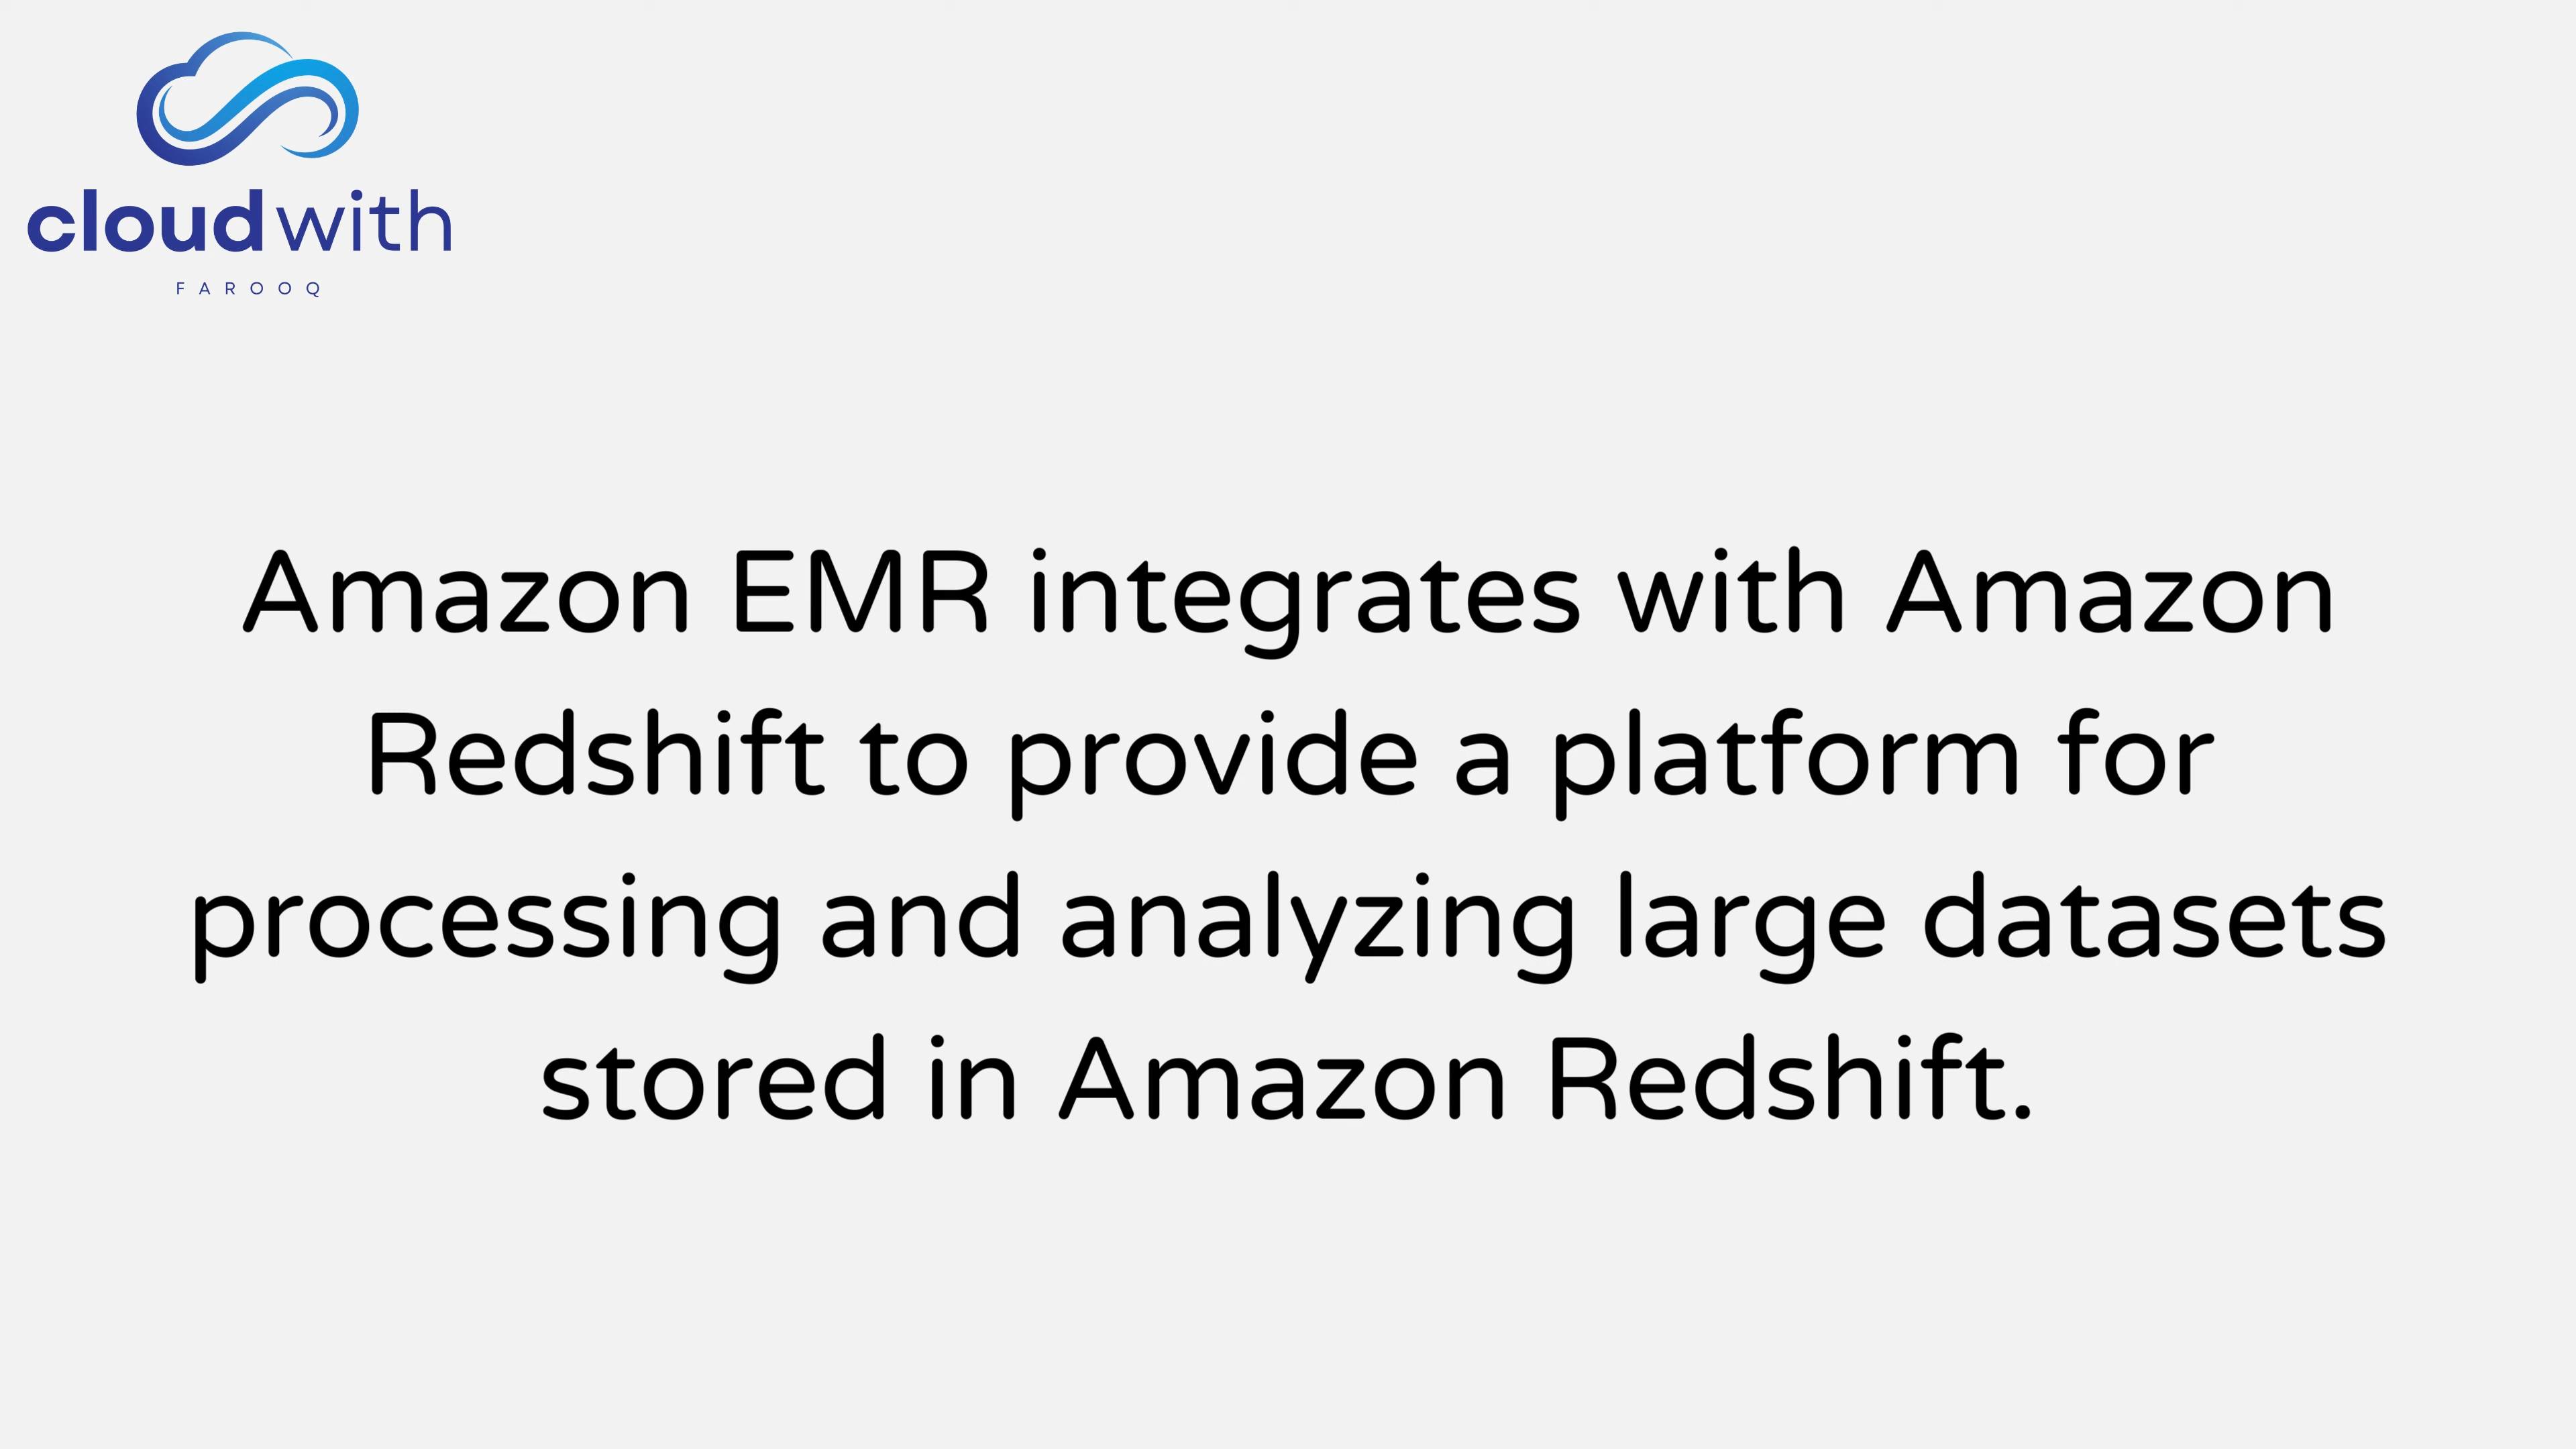 cloud with
FAROOQ
Amazon EMR integrates with Amazon
Redshift to provide a platform for
processing and analyzing large datasets
stored in Amazon Redshift.